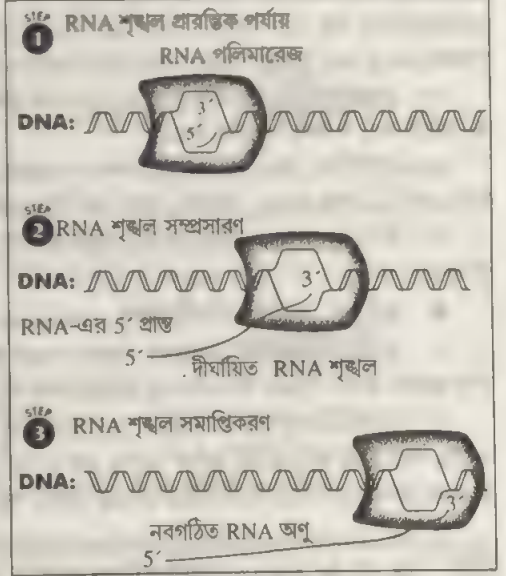 STEP
1 RNA শৃঙ্খল প্রারম্ভিক পর্যায়
RNA পলিমারেজ
3´
DNA:
5´
STEP
2 RNA শৃঙ্খল সম্প্রসারণ
DNA:
3´
RNA-এর 5´ প্রান্ত
5´
দীর্ঘায়িত RNA শৃঙ্খল
STEP
3 RNA শৃঙ্খল সমাপ্তিকরণ
DNA:
3´
নবগঠিত RNA অণু
5´